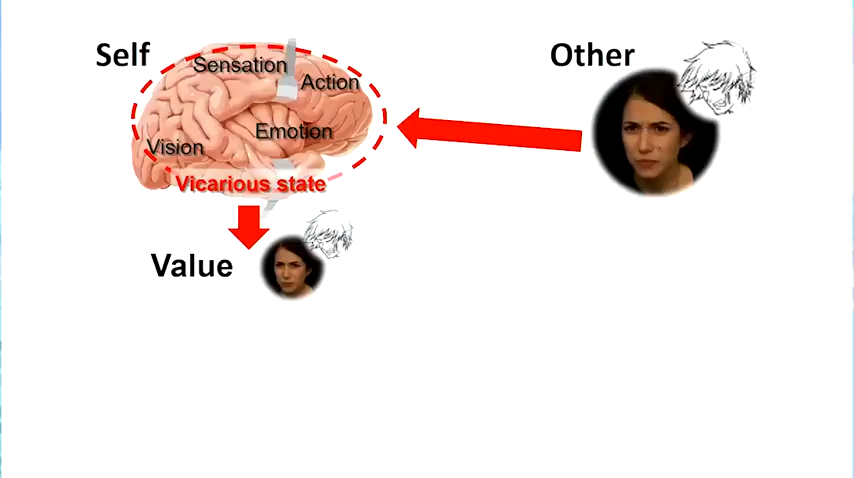 Self
Other
Sensation
Action
Emotion
Vision
Vicarious state
Value